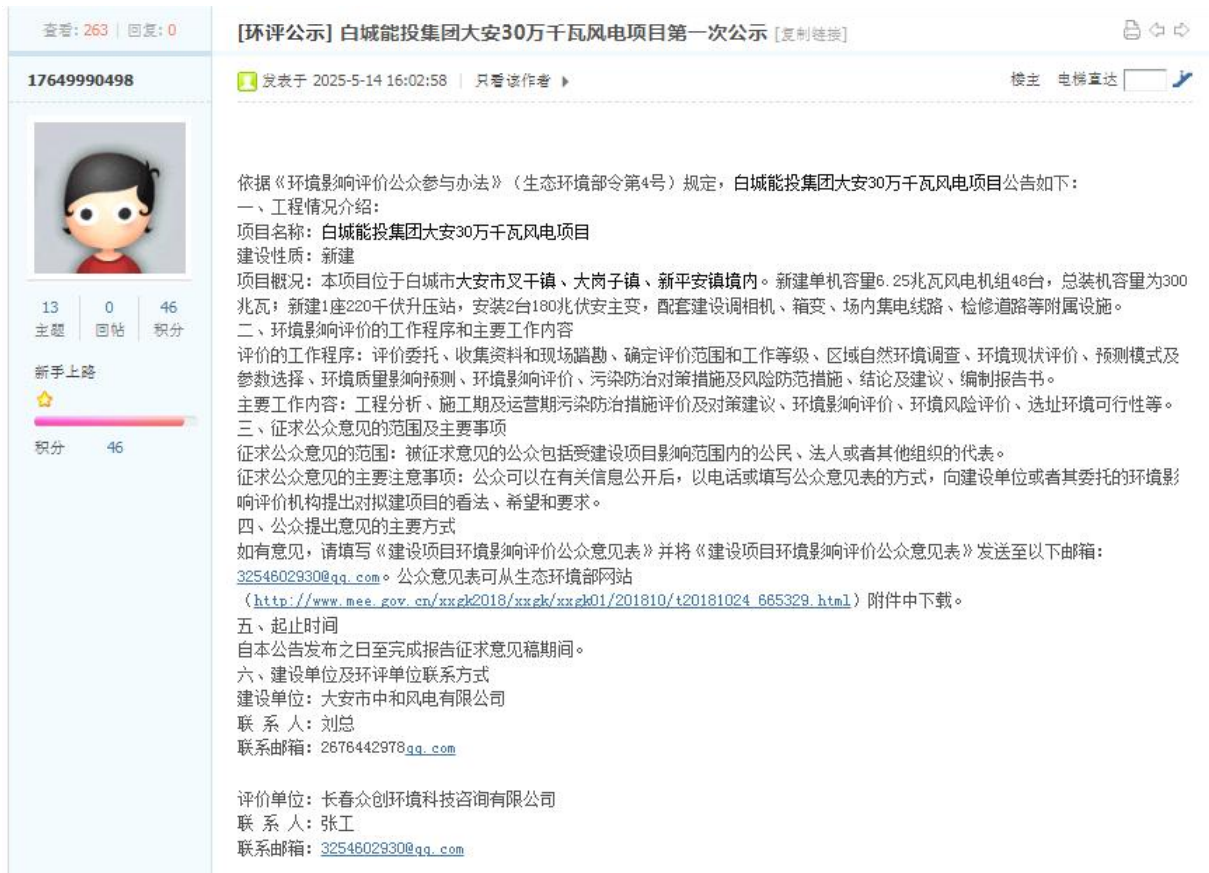 查看: 263 | 回复: 0
[环评公示] 白城能投集团大安30万千瓦风电项目第一次公示 [复制链接]
17649990498
发表于 2025-5-14 16:02:58 | 只看该作者
楼主 电梯直达
13 0 46
主题 回帖 积分
新手上路
积分 46
依据《环境影响评价公众参与办法》（生态环境部令第4号）规定，白城能投集团大安30万千瓦风电项目公告如下：
一、工程情况介绍：
项目名称：白城能投集团大安30万千瓦风电项目
建设性质：新建
项目概况：本项目位于白城市大安市叉干镇、大岗子镇、新平安镇境内。新建单机容量6.25兆瓦风电机组48台，总装机容量为300
兆瓦；新建1座220千伏升压站，安装2台180兆伏安主变，配套建设调相机、箱变、场内集电线路、检修道路等附属设施。
二、环境影响评价的工作程序和主要工作内容
评价的工作程序：评价委托、收集资料和现场踏勘、确定评价范围和工作等级、区域自然环境调查、环境现状评价、预测模式及
参数选择、环境质量影响预测、环境影响评价、污染防治对策措施及风险防范措施、结论及建议、编制报告书。
主要工作内容：工程分析、施工期及运营期污染防治措施评价及对策建议、环境影响评价、环境风险评价、选址环境可行性等。
三、征求公众意见的范围及主要事项
征求公众意见的范围：被征求意见的公众包括受建设项目影响范围内的公民、法人或者其他组织的代表。
征求公众意见的主要注意事项：公众可以在有关信息公开后，以电话或填写公众意见表的方式，向建设单位或者其委托的环境影
响评价机构提出对拟建项目的看法、希望和要求。
四、公众提出意见的主要方式
如有意见，请填写《建设项目环境影响评价公众意见表》并将《建设项目环境影响评价公众意见表》发送至以下邮箱：
3254602930@qq.com。公众意见表可从生态环境部网站
（http://www.mee.gov.cn/xxgk2018/xxgk/xxgk01/201810/t20181024_665329.html）附件中下载。
五、起止时间
自本公告发布之日至完成报告征求意见稿期间。
六、建设单位及环评单位联系方式
建设单位：大安市中和风电有限公司
联 系 人：刘总
联系邮箱：2676442978qq.com
评价单位：长春众创环境科技咨询有限公司
联 系 人：张工
联系邮箱：3254602930@qq.com